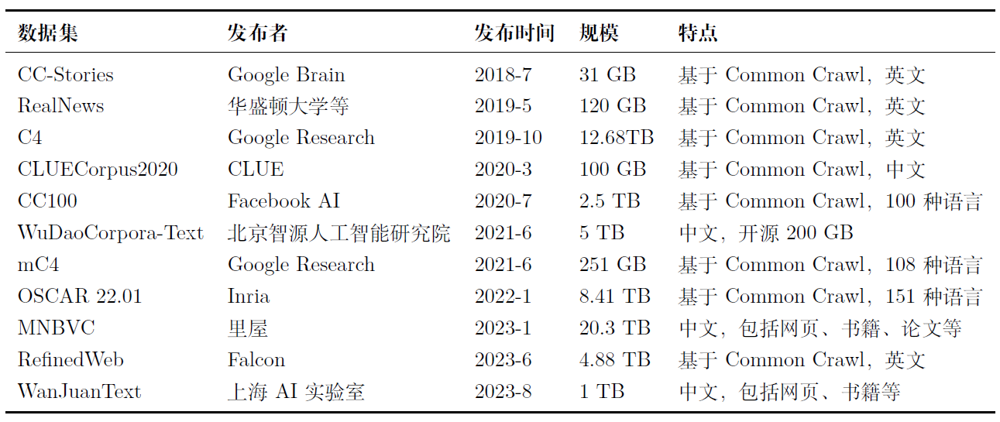 数据集 发布者 发布时间 规模 特点
CC-Stories Google Brain 2018-7 31 GB 基于 Common Crawl，英文
RealNews 华盛顿大学等 2019-5 120 GB 基于 Common Crawl，英文
C4 Google Research 2019-10 12.68TB 基于 Common Crawl，英文
CLUECorpus2020 CLUE 2020-3 100 GB 基于 Common Crawl，中文
CC100 Facebook AI 2020-7 2.5 TB 基于 Common Crawl，100 种语言
WuDaoCorpora-Text 北京智源人工智能研究院 2021-6 5 TB 中文，开源 200 GB
mC4 Google Research 2021-6 251 GB 基于 Common Crawl，108 种语言
OSCAR 22.01 Inria 2022-1 8.41 TB 基于 Common Crawl，151 种语言
MNBVC 里屋 2023-1 20.3 TB 中文，包括网页、书籍、论文等
RefinedWeb Falcon 2023-6 4.88 TB 基于 Common Crawl，英文
WanJuanText 上海 AI 实验室 2023-8 1 TB 中文，包括网页、书籍等